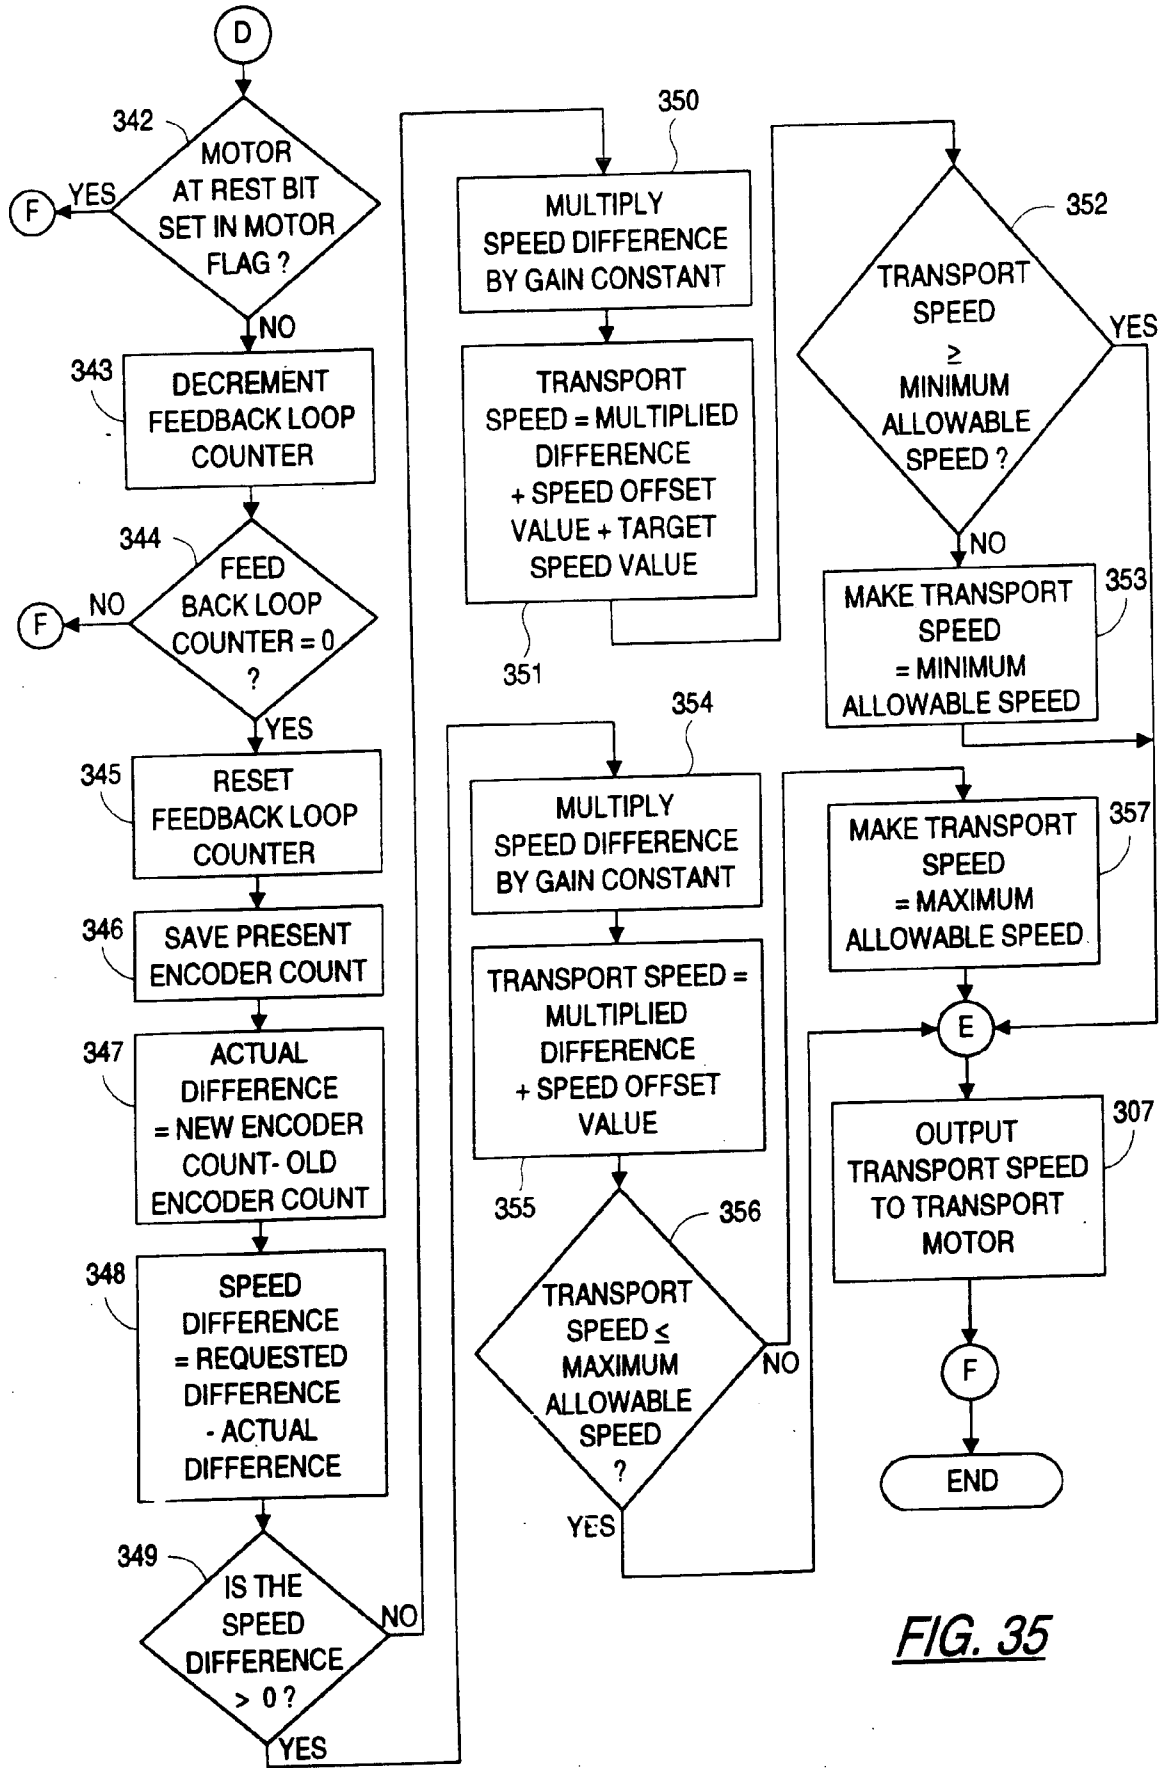 D
342
MOTOR
AT REST BIT
SET IN MOTOR
FLAG ?
YES
F
NO
343
DECREMENT
FEEDBACK LOOP
COUNTER
344
FEED
BACK LOOP
COUNTER = 0
?
NO
F
YES
345
RESET
FEEDBACK LOOP
COUNTER
346
SAVE PRESENT
ENCODER COUNT
347
ACTUAL
DIFFERENCE
= NEW ENCODER
COUNT- OLD
ENCODER COUNT
348
SPEED
DIFFERENCE
= REQUESTED
DIFFERENCE
- ACTUAL
DIFFERENCE
349
IS THE
SPEED
DIFFERENCE
> 0 ?
NO
YES
350
MULTIPLY
SPEED DIFFERENCE
BY GAIN CONSTANT
TRANSPORT
SPEED = MULTIPLIED
DIFFERENCE
+ SPEED OFFSET
VALUE + TARGET
SPEED VALUE
351
352
TRANSPORT
SPEED
≥
MINIMUM
ALLOWABLE
SPEED ?
YES
NO
353
MAKE TRANSPORT
SPEED
= MINIMUM
ALLOWABLE SPEED
354
MULTIPLY
SPEED DIFFERENCE
BY GAIN CONSTANT
TRANSPORT SPEED =
MULTIPLIED
DIFFERENCE
+ SPEED OFFSET
VALUE
355
356
TRANSPORT
SPEED ≤
MAXIMUM
ALLOWABLE
SPEED
?
NO
YES
357
MAKE TRANSPORT
SPEED
= MAXIMUM
ALLOWABLE SPEED
E
307
OUTPUT
TRANSPORT SPEED
TO TRANSPORT
MOTOR
F
END
FIG. 35